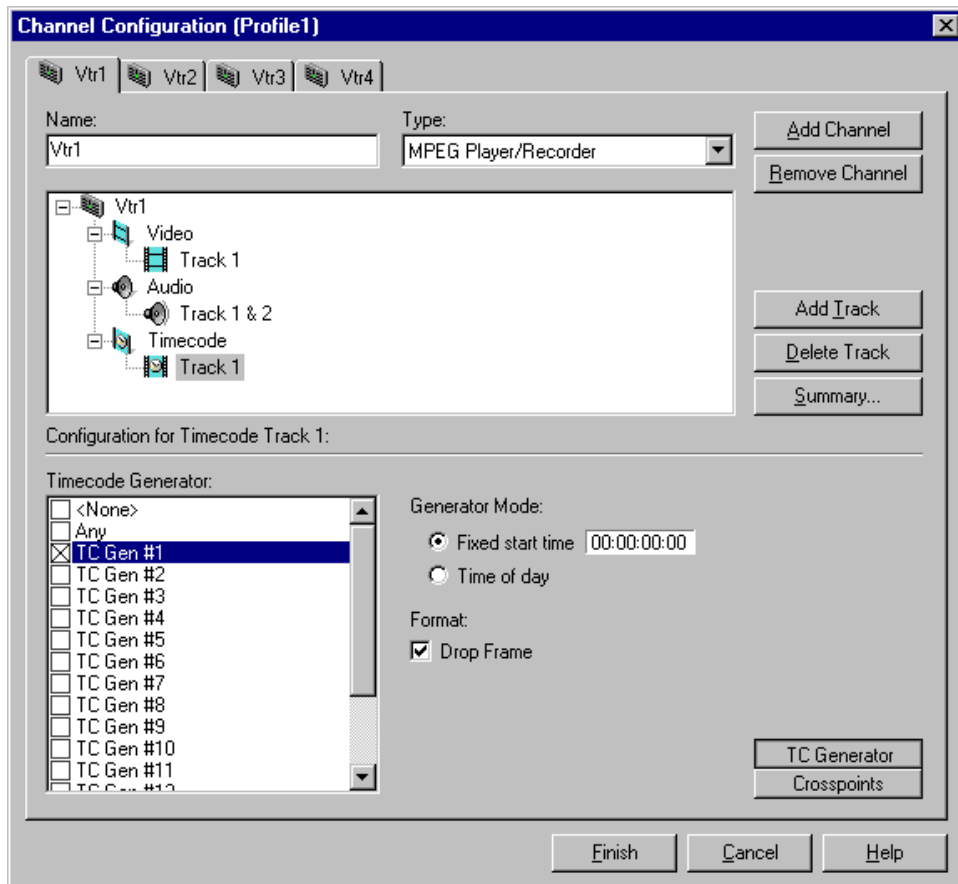 Channel Configuration (Profile1)
Vtr1 Vtr2 Vtr3 Vtr4
Name:
Type:
Vtr1
MPEG Player/Recorder
Add Channel
Remove Channel
Vtr1
Video
Track 1
Audio
Track 1 & 2
Timecode
Track 1
Add Track
Delete Track
Summary...
Configuration for Timecode Track 1:
Timecode Generator:
<None>
Any
TC Gen #1
TC Gen #2
TC Gen #3
TC Gen #4
TC Gen #5
TC Gen #6
TC Gen #7
TC Gen #8
TC Gen #9
TC Gen #10
TC Gen #11
TC Gen #12
Generator Mode:
Fixed start time 00:00:00:00
Time of day
Format:
Drop Frame
TC Generator
Crosspoints
Finish
Cancel
Help